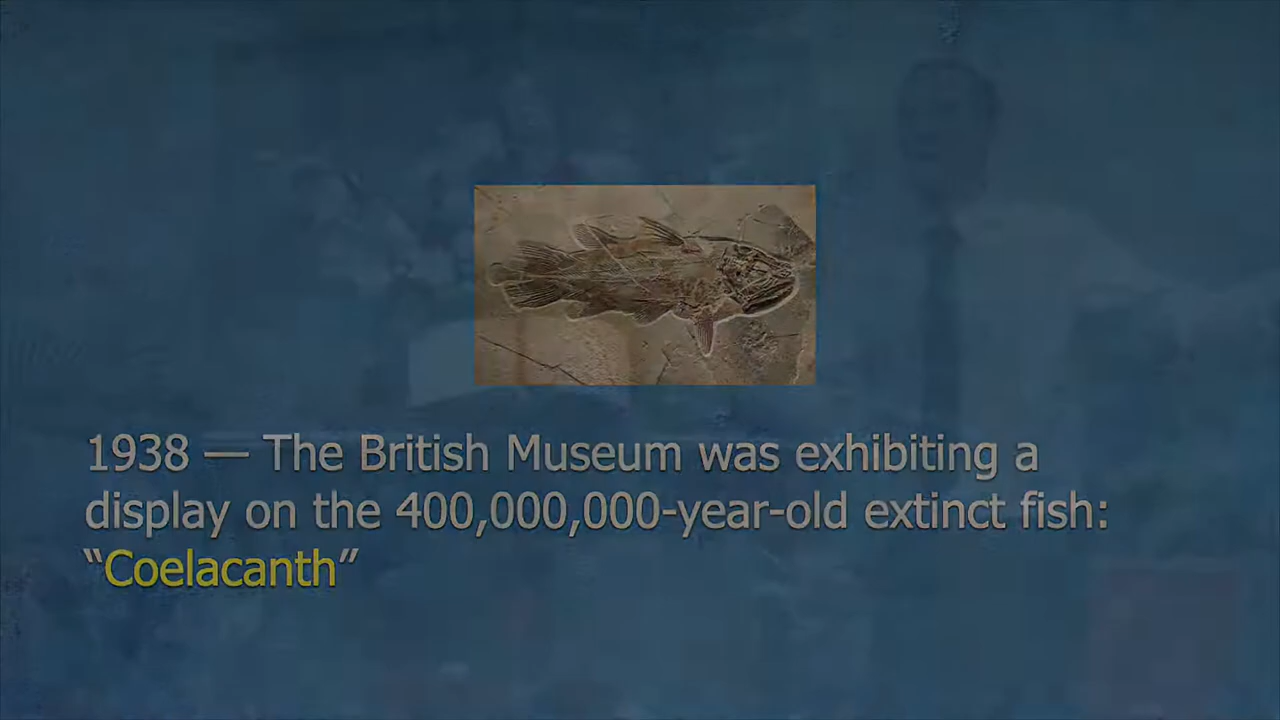 1938 — The British Museum was exhibiting a
display on the 400,000,000-year-old extinct fish:
“Coelacanth”